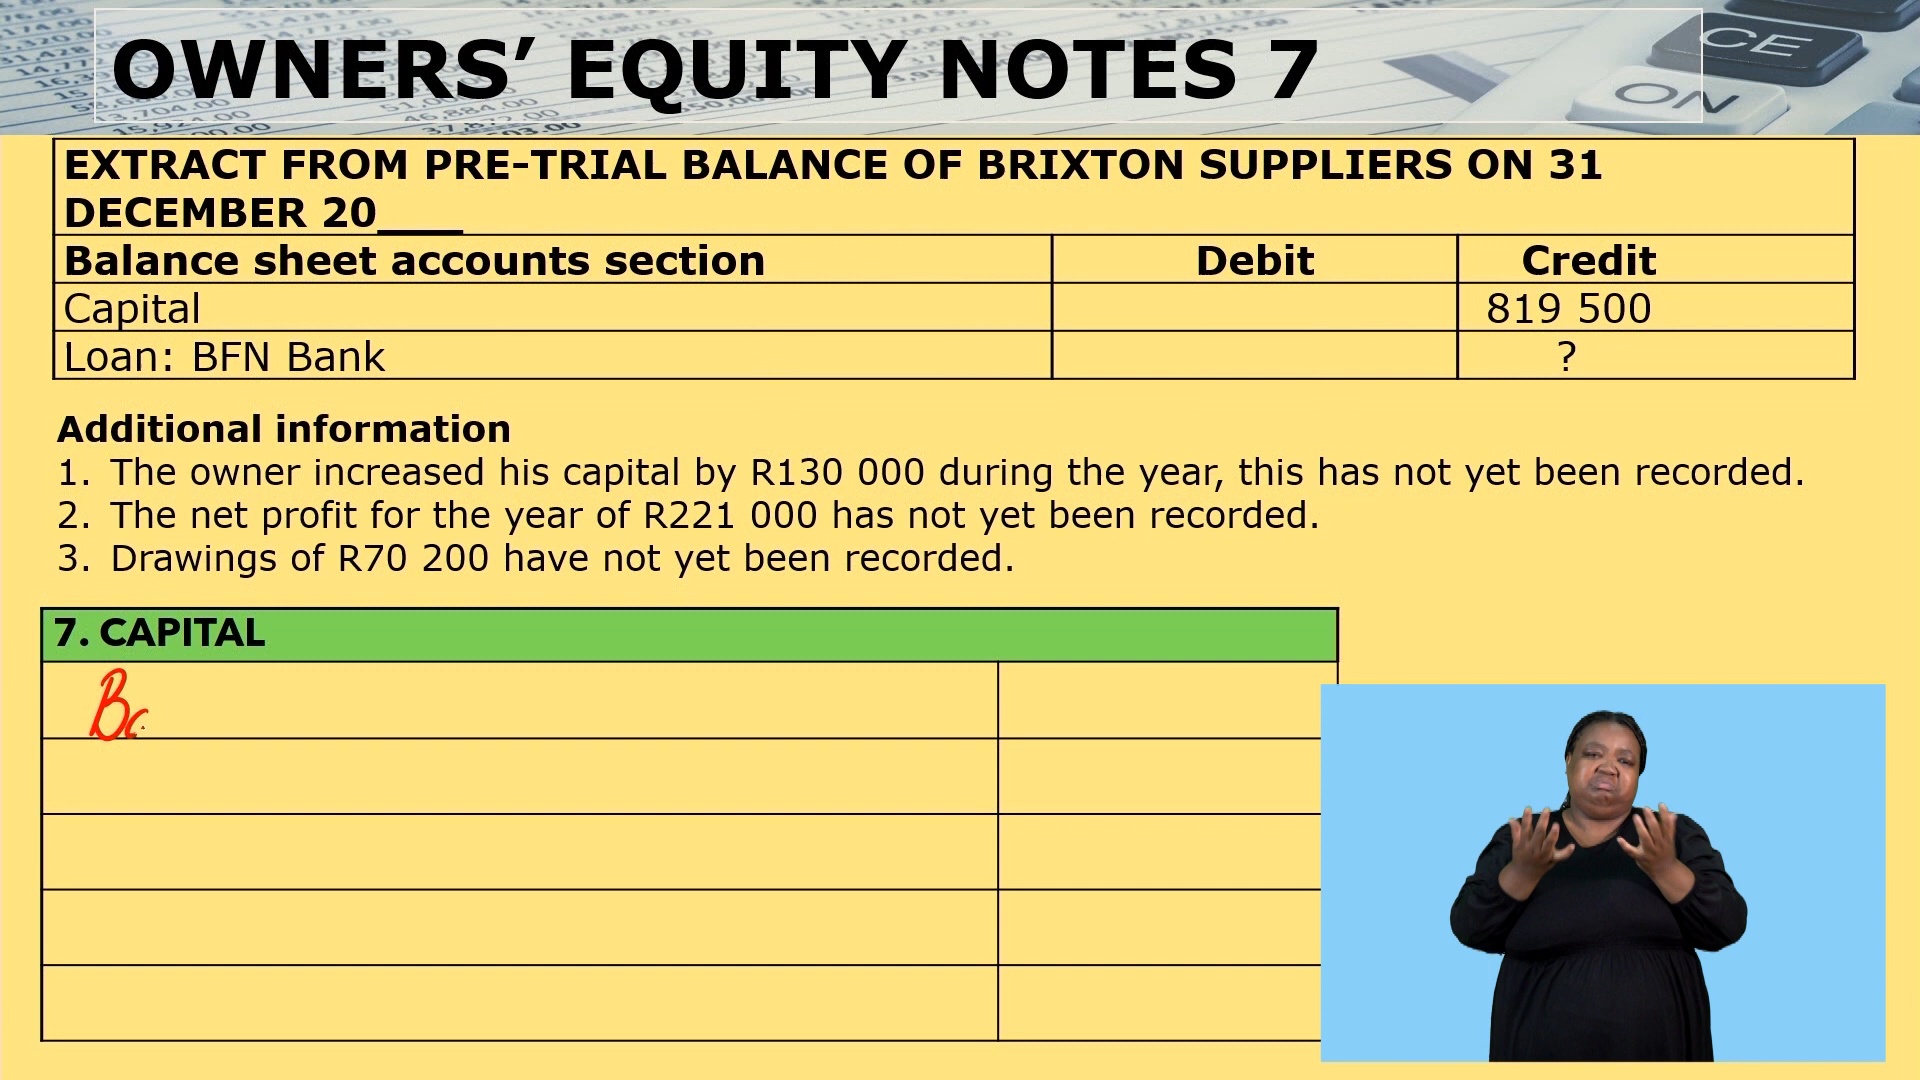 OWNERS’ EQUITY NOTES 7
EXTRACT FROM PRE-TRIAL BALANCE OF BRIXTON SUPPLIERS ON 31
DECEMBER 20____
Balance sheet accounts section Debit Credit
Capital 819 500
Loan: BFN Bank ?
Additional information
1. The owner increased his capital by R130 000 during the year, this has not yet been recorded.
2. The net profit for the year of R221 000 has not yet been recorded.
3. Drawings of R70 200 have not yet been recorded.
7. CAPITAL
CE
ON